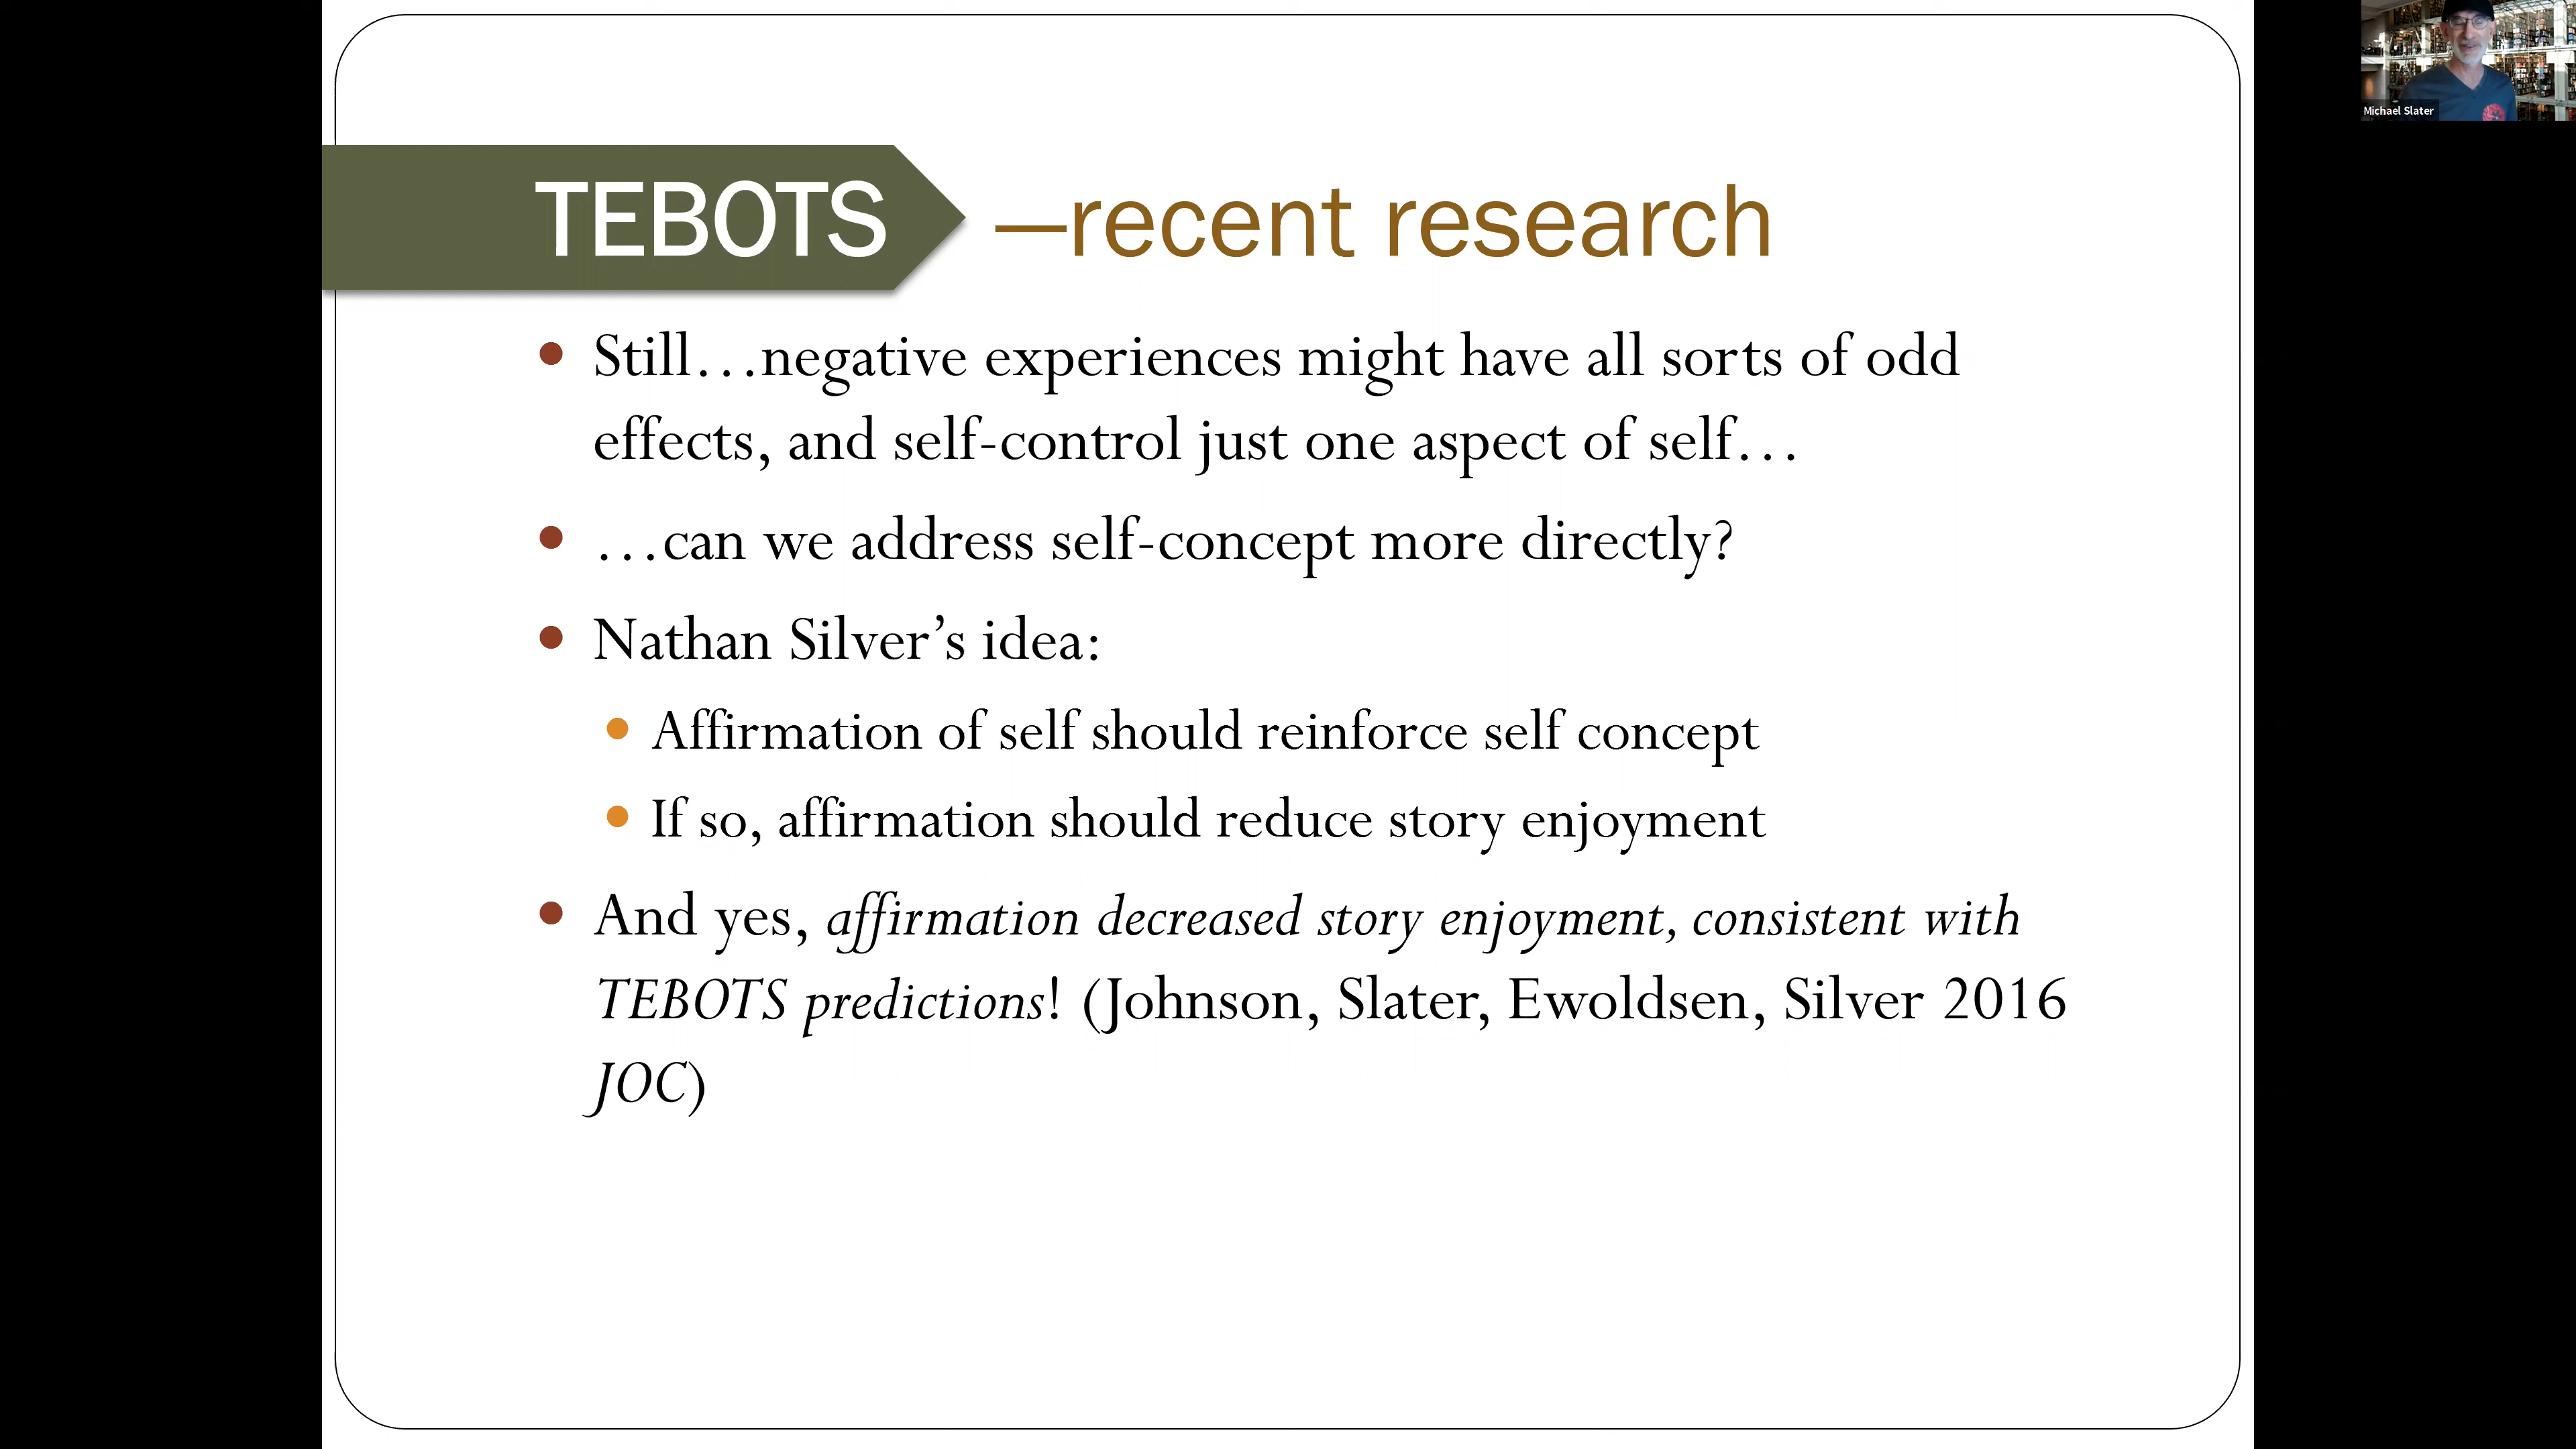 TEBOTS —recent research
Still…negative experiences might have all sorts of odd
effects, and self-control just one aspect of self…
…can we address self-concept more directly?
Nathan Silver’s idea:
Affirmation of self should reinforce self concept
If so, affirmation should reduce story enjoyment
And yes, affirmation decreased story enjoyment, consistent with
TEBOTS predictions! (Johnson, Slater, Ewoldsen, Silver 2016
JOC)
Michael Slater